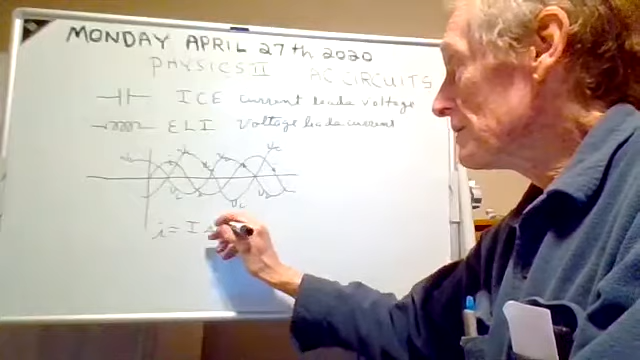 MONDAY APRIL 27th 2020
PHYSICS II AC CIRCUITS
ICE current leads voltage
ELI Voltage leads current
i = I